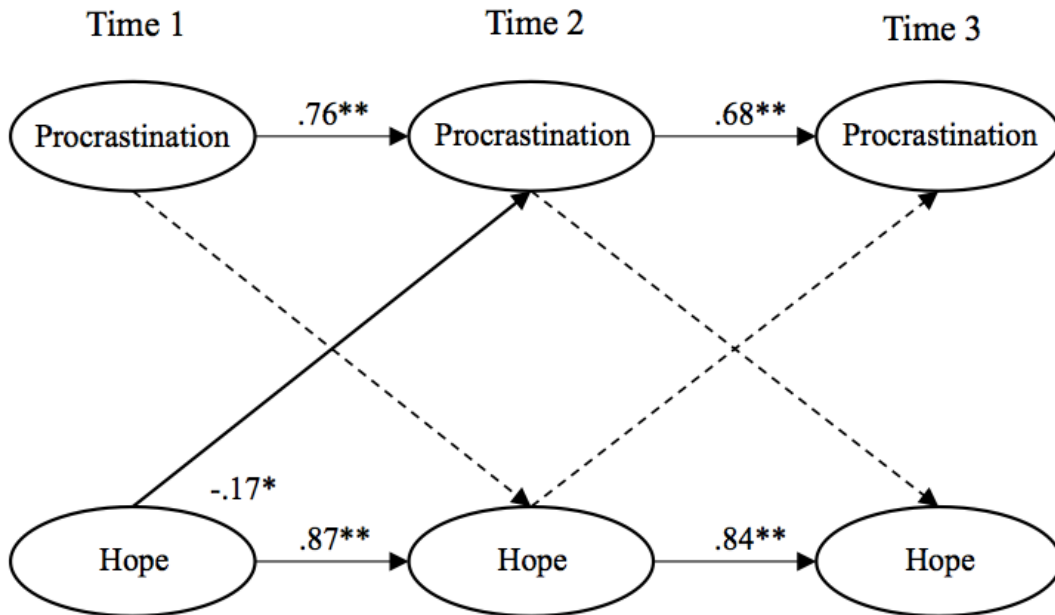 Time 1 Time 2 Time 3
Procrastination .76** Procrastination .68** Procrastination
-.17*
Hope .87** Hope .84** Hope